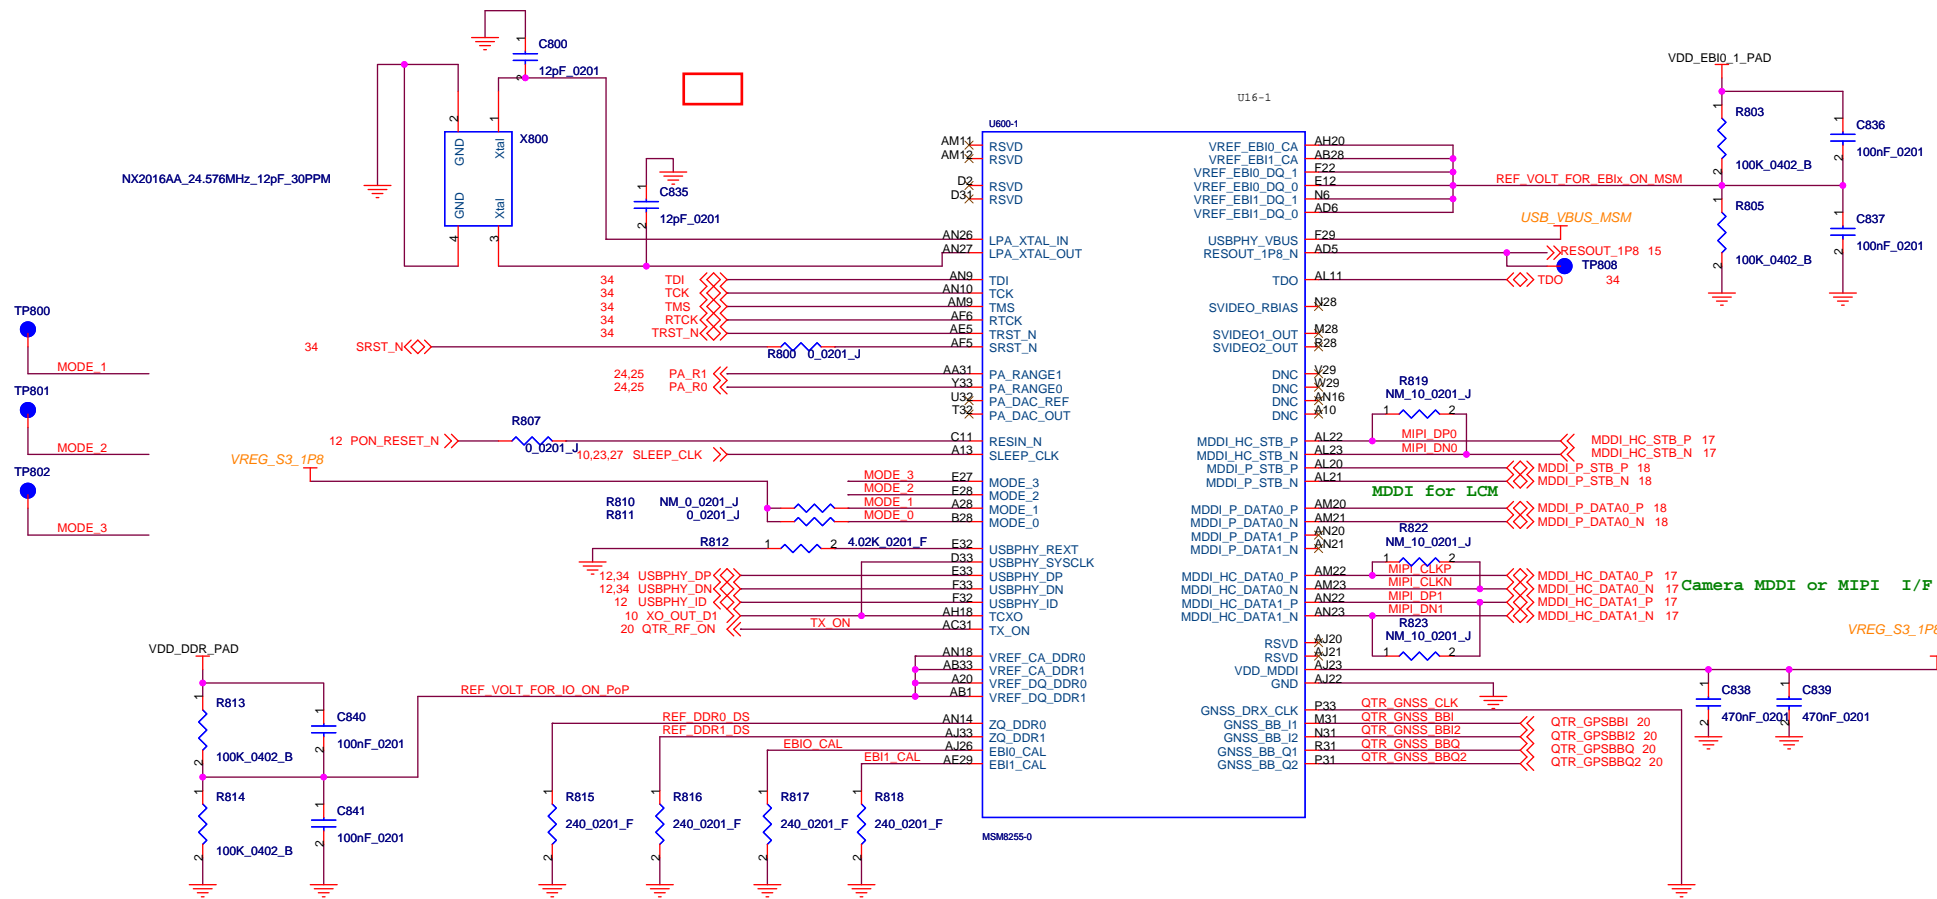 C800
12pF_0201
X800
GND
Xtal
GND
Xtal
2
1
4
3
NX2016AA_24.576MHz_12pF_30PPM
C835
12pF_0201
U16-1
U600-1
MSM8255-0
AM11 RSVD
AM12 RSVD
D2 RSVD
D31 RSVD
AN26 LPA_XTAL_IN
AN27 LPA_XTAL_OUT
34 TDI AN9 TDI
34 TCK AN10 TCK
34 TMS AM9 TMS
34 RTCK AF6 RTCK
34 TRST_N AE5 TRST_N
34 SRST_N R800 0_0201_J AF5 SRST_N
24,25 PA_R1 AA31 PA_RANGE1
24,25 PA_R0 Y33 PA_RANGE0
U32 PA_DAC_REF
T32 PA_DAC_OUT
12 PON_RESET_N R807 0_0201_J C11 RESIN_N
10,23,27 SLEEP_CLK A13 SLEEP_CLK
VREG_S3_1P8
MODE_3 E27 MODE_3
MODE_2 E28 MODE_2
R810 NM_0_0201_J MODE_1 A28 MODE_1
R811 0_0201_J MODE_0 B28 MODE_0
R812 1 2 4.02K_0201_F E32 USBPHY_REXT
D33 USBPHY_SYSCLK
12,34 USBPHY_DP E33 USBPHY_DP
12,34 USBPHY_DN F33 USBPHY_DN
12 USBPHY_ID F32 USBPHY_ID
10 XO_OUT_D1 AH18 TCXO
20 QTR_RF_ON TX_ON AC31 TX_ON
AN18 VREF_CA_DDR0
AB33 VREF_CA_DDR1
A20 VREF_DQ_DDR0
REF_VOLT_FOR_IO_ON_PoP AB1 VREF_DQ_DDR1
REF_DDR0_DS AN14 ZQ_DDR0
REF_DDR1_DS AJ33 ZQ_DDR1
EBIO_CAL AJ26 EBI0_CAL
EBI1_CAL AE29 EBI1_CAL
TP800
MODE_1
TP801
MODE_2
TP802
MODE_3
VDD_DDR_PAD
R813
100K_0402_B
C840
100nF_0201
R814
100K_0402_B
C841
100nF_0201
R815
240_0201_F
R816
240_0201_F
R817
240_0201_F
R818
240_0201_F
VREF_EBI0_CA AH20
VREF_EBI1_CA AB28
VREF_EBI0_DQ_1 F22
VREF_EBI0_DQ_0 E12 REF_VOLT_FOR_EBIx_ON_MSM
VREF_EBI1_DQ_1 N6
VREF_EBI1_DQ_0 AD6
USB_VBUS_MSM
USBPHY_VBUS F29
RESOUT_1P8_N AD5 RESOUT_1P8 15
TP808
TDO AL11 TDO 34
SVIDEO_RBIAS N28
SVIDEO1_OUT M28
SVIDEO2_OUT R28
DNC V29
DNC W29
DNC AN16
DNC A10
R819
NM_10_0201_J
1 2
MDDI_HC_STB_P AL22 MIPI_DP0 MDDI_HC_STB_P 17
MDDI_HC_STB_N AL23 MIPI_DN0 MDDI_HC_STB_N 17
MDDI_P_STB_P AL20 MDDI_P_STB_P 18
MDDI_P_STB_N AL21 MDDI_P_STB_N 18
MDDI for LCM
MDDI_P_DATA0_P AM20 MDDI_P_DATA0_P 18
MDDI_P_DATA0_N AM21 MDDI_P_DATA0_N 18
MDDI_P_DATA1_P AN20
MDDI_P_DATA1_N AN21
R822
NM_10_0201_J
1 2
MDDI_HC_DATA0_P AM22 MIPI_CLKP MDDI_HC_DATA0_P 17
MDDI_HC_DATA0_N AM23 MIPI_CLKN MDDI_HC_DATA0_N 17
MDDI_HC_DATA1_P AN22 MIPI_DP1 MDDI_HC_DATA1_P 17
MDDI_HC_DATA1_N AN23 MIPI_DN1 MDDI_HC_DATA1_N 17
Camera MDDI or MIPI I/F
R823
NM_10_0201_J
1 2
RSVD AJ20
RSVD AJ21
VDD_MDDI AJ23
GND AJ22
VREG_S3_1P8
C838
470nF_0201
C839
470nF_0201
GNSS_DRX_CLK P33 QTR_GNSS_CLK
GNSS_BB_I1 M31 QTR_GNSS_BBI QTR_GPSBBI 20
GNSS_BB_I2 N31 QTR_GNSS_BBI2 QTR_GPSBBI2 20
GNSS_BB_Q1 R31 QTR_GNSS_BBQ QTR_GPSBBQ 20
GNSS_BB_Q2 P31 QTR_GNSS_BBQ2 QTR_GPSBBQ2 20
VDD_EBI0_1_PAD
R803
100K_0402_B
C836
100nF_0201
R805
100K_0402_B
C837
100nF_0201